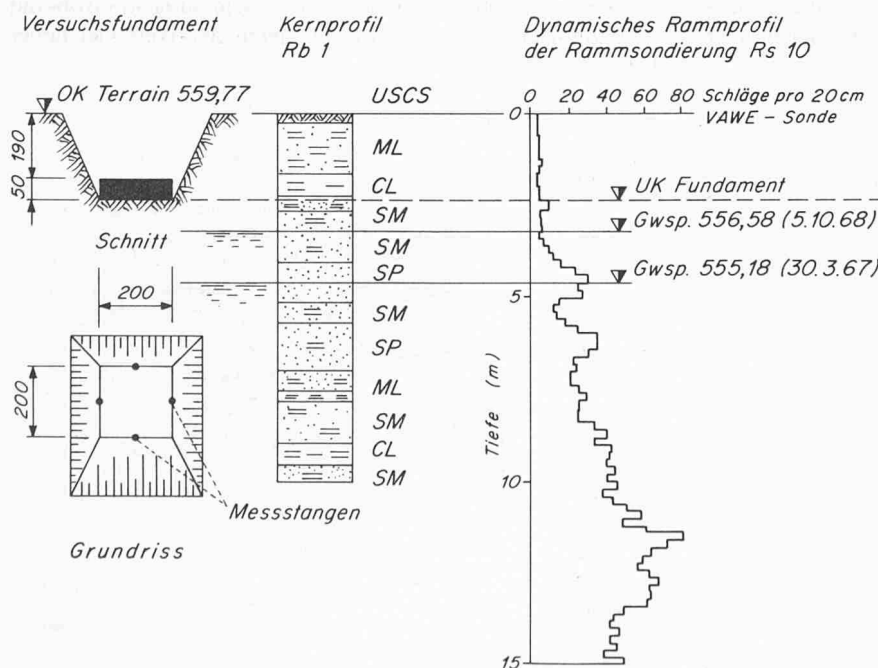 Versuchsfundament
Kernprofil
Rb 1
Dynamisches Rammprofil
der Rammsondierung Rs 10
OK Terrain 559,77
USCS
0 20 40 60 80 Schläge pro 20cm
VAWE – Sonde
190
50
ML
CL
UK Fundament
SM
Gwsp. 556,58 (5.10.68)
Schnitt
SM
SP
Gwsp. 555,18 (30.3.67)
200
5
SM
SP
200
ML
Tiefe (m)
SM
CL
SM
10
Messstangen
Grundriss
15